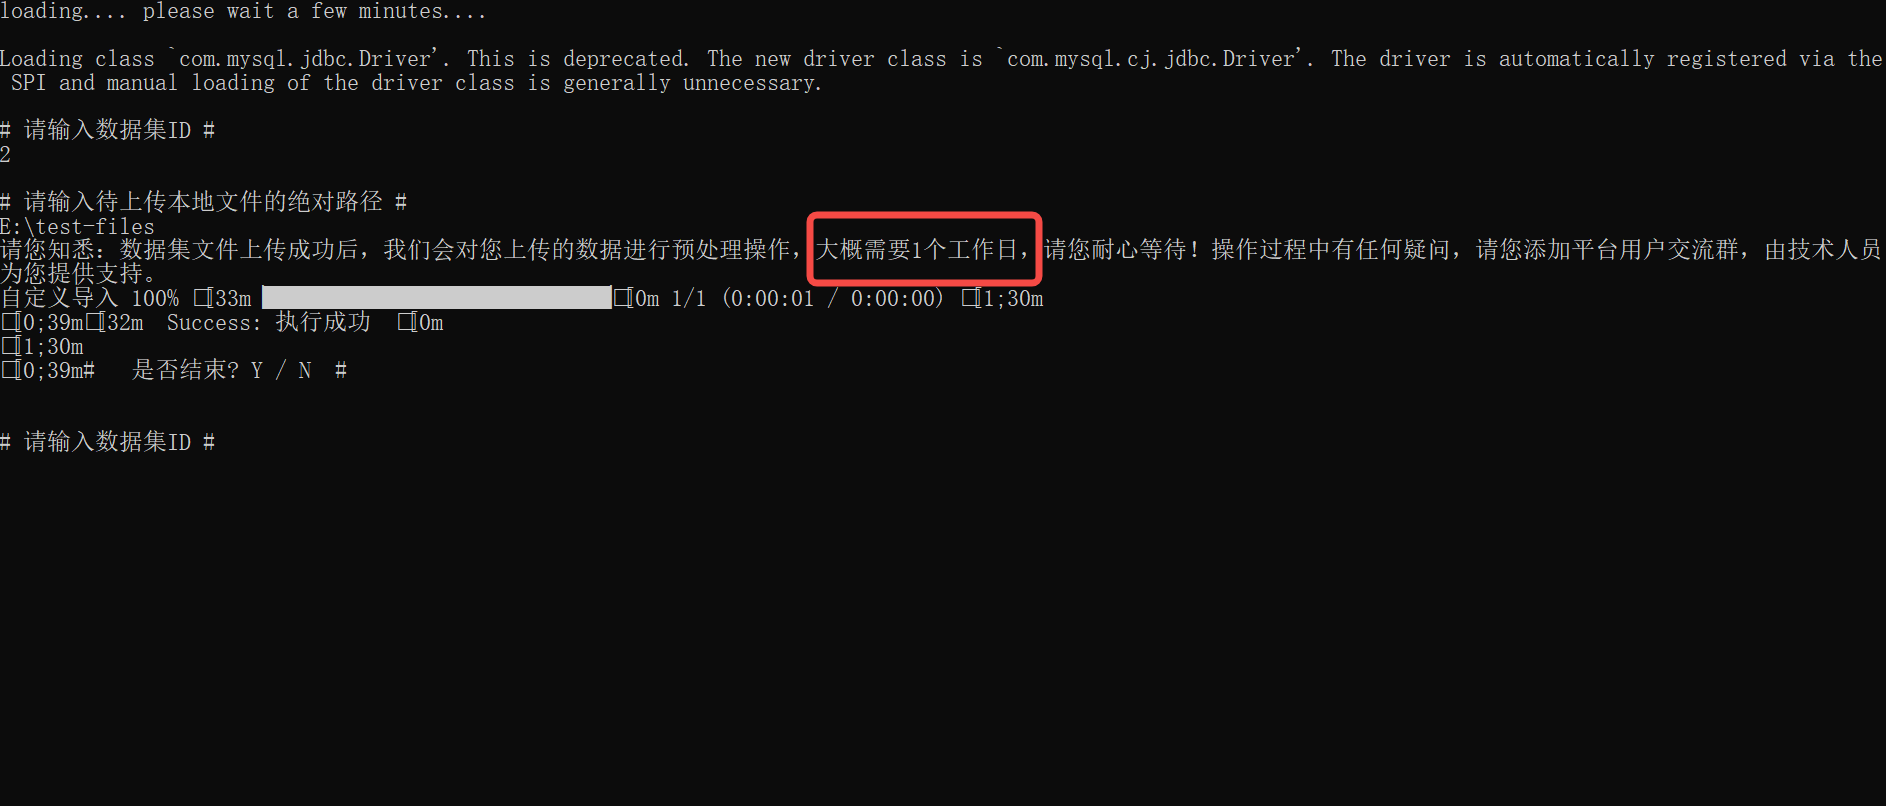 loading.... please wait a few minutes....
Loading class `com.mysql.jdbc.Driver'. This is deprecated. The new driver class is `com.mysql.cj.jdbc.Driver'. The driver is automatically registered via the
SPI and manual loading of the driver class is generally unnecessary.
# 请输入数据集ID #
2
# 请输入待上传本地文件的绝对路径 #
E:\test-files
请您知悉：数据集文件上传成功后，我们会对您上传的数据进行预处理操作，大概需要1个工作日，请您耐心等待！操作过程中有任何疑问，请您添加平台用户交流群，由技术人员
为您提供支持。
自定义导入 100% □[33m □[0m 1/1 (0:00:01 / 0:00:00) □[1;30m
□[0;39m□[32m  Success: 执行成功  □[0m
□[1;30m
□[0;39m#   是否结束? Y / N  #
# 请输入数据集ID #